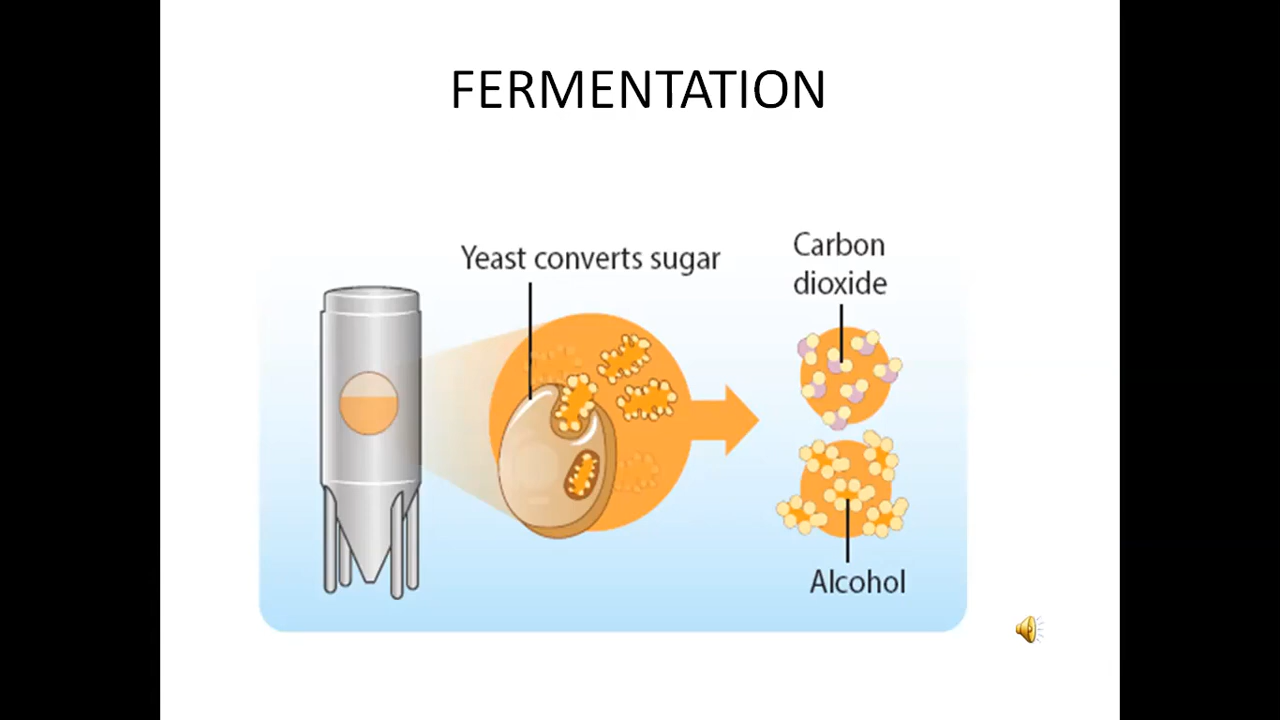 FERMENTATION
Yeast converts sugar
Carbon
dioxide
Alcohol